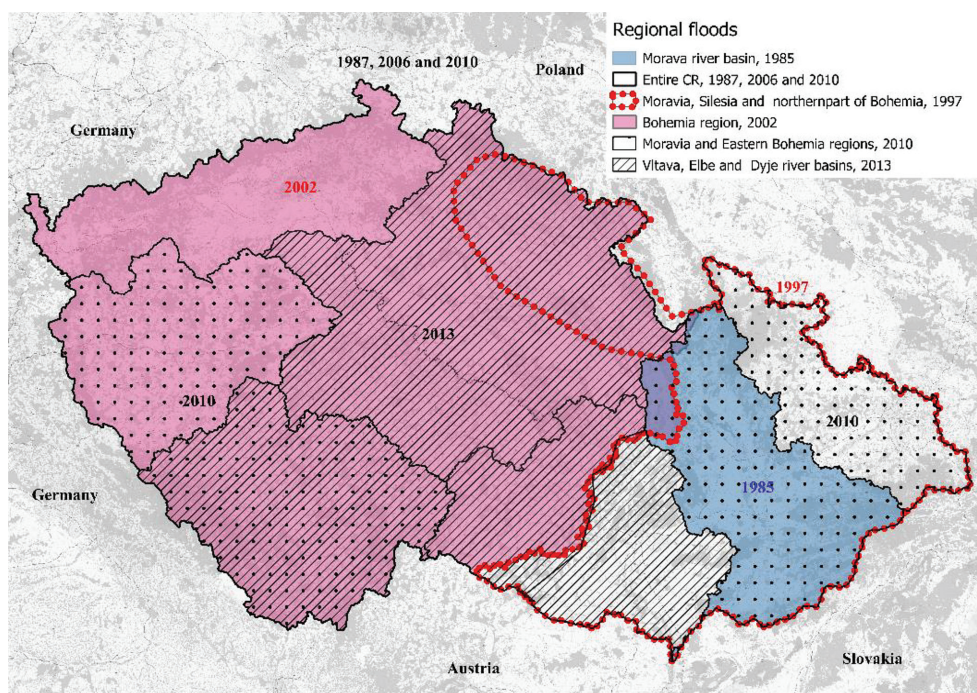 Regional floods
Morava river basin, 1985
Entire CR, 1987, 2006 and 2010
Moravia, Silesia and northernpart of Bohemia, 1997
Bohemia region, 2002
Moravia and Eastern Bohemia regions, 2010
Vltava, Elbe and Dyje river basins, 2013
1987, 2006 and 2010
Poland
Germany
2002
1997
2013
2010
2010
1985
Germany
Austria
Slovakia